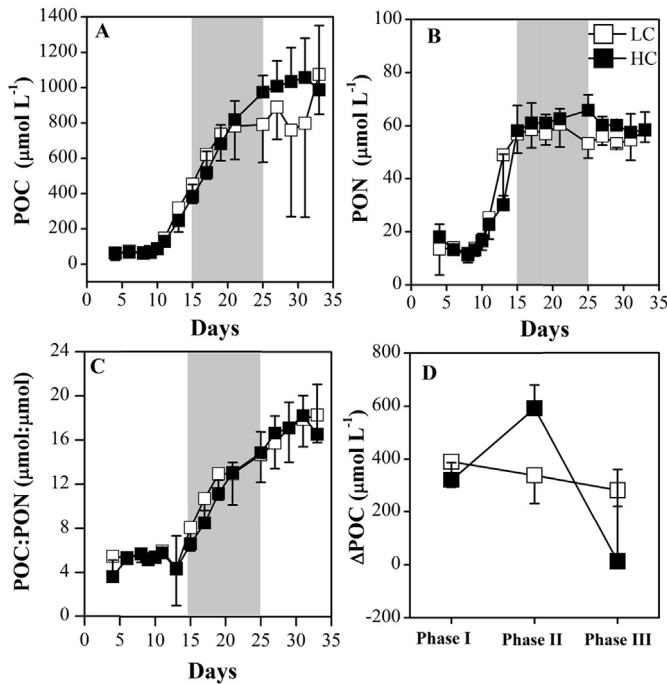 A
POC (μmol L⁻¹)
1400
1200
1000
800
600
400
200
0
0 5 10 15 20 25 30 35
Days
B
LC
HC
PON (μmol L⁻¹)
100
80
60
40
20
0
0 5 10 15 20 25 30 35
Days
C
POC:PON (μmol:μmol)
24
20
16
12
8
4
0
0 5 10 15 20 25 30 35
Days
D
ΔPOC (μmol L⁻¹)
800
600
400
200
0
-200
Phase I Phase II Phase III